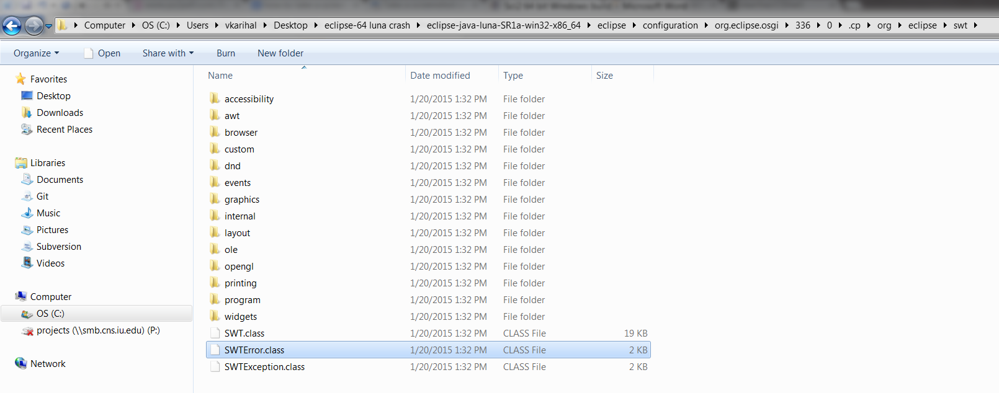 Computer OS (C:) Users vkarihal Desktop eclipse-64 luna crash eclipse-java-luna-SR1a-win32-x86_64 eclipse configuration org.eclipse.osgi 336 0 .cp org eclipse swt
Organize Open Share with Burn New folder
Favorites
Desktop
Downloads
Recent Places
Libraries
Documents
Git
Music
Pictures
Subversion
Videos
Computer
OS (C:)
projects (\\smb.cns.iu.edu) (P:)
Network
Name Date modified Type Size
accessibility 1/20/2015 1:32 PM File folder
awt 1/20/2015 1:32 PM File folder
browser 1/20/2015 1:32 PM File folder
custom 1/20/2015 1:32 PM File folder
dnd 1/20/2015 1:32 PM File folder
events 1/20/2015 1:32 PM File folder
graphics 1/20/2015 1:32 PM File folder
internal 1/20/2015 1:32 PM File folder
layout 1/20/2015 1:32 PM File folder
ole 1/20/2015 1:32 PM File folder
opengl 1/20/2015 1:32 PM File folder
printing 1/20/2015 1:32 PM File folder
program 1/20/2015 1:32 PM File folder
widgets 1/20/2015 1:32 PM File folder
SWT.class 1/20/2015 1:32 PM CLASS File 19 KB
SWTError.class 1/20/2015 1:32 PM CLASS File 2 KB
SWTException.class 1/20/2015 1:32 PM CLASS File 2 KB